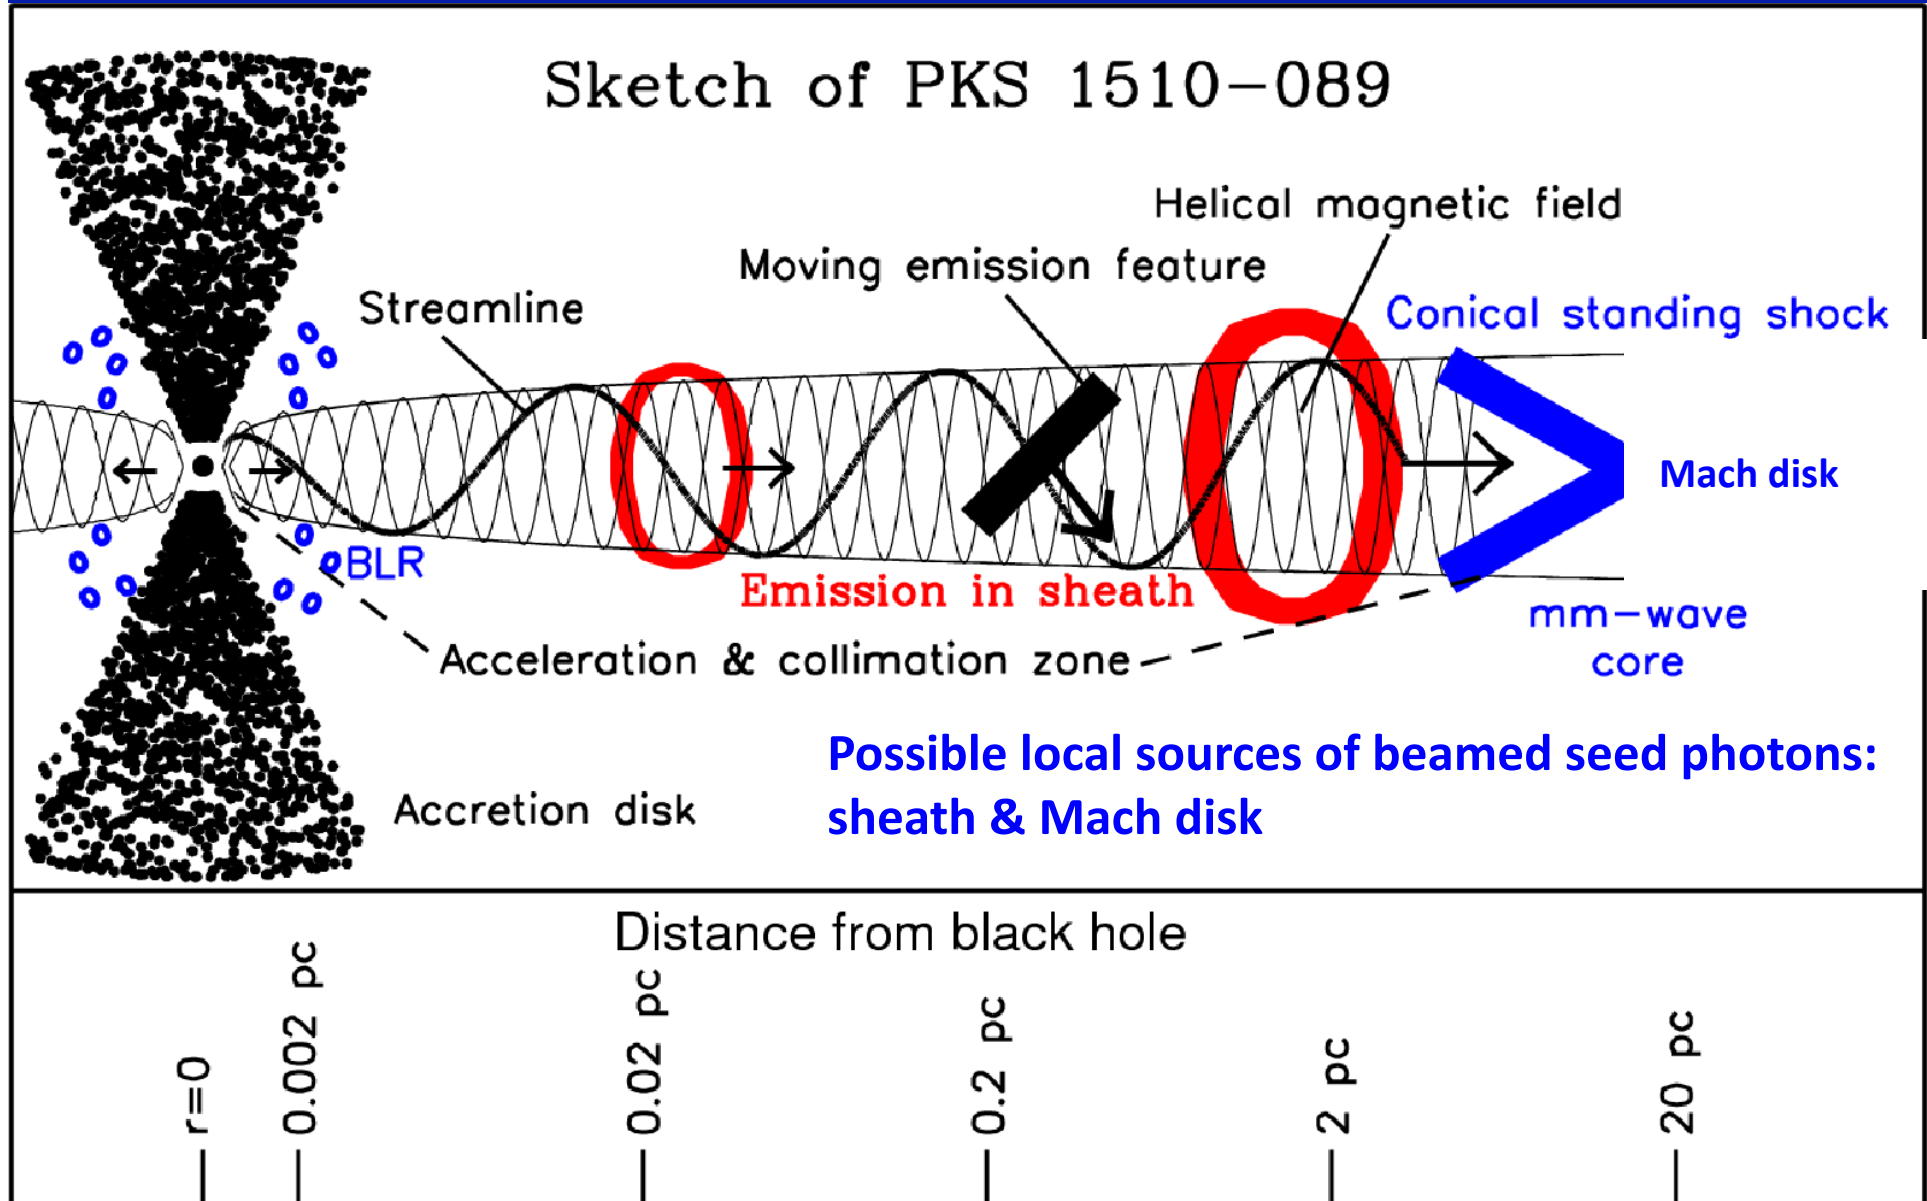 Sketch of PKS 1510-089
Helical magnetic field
Moving emission feature
Streamline
Conical standing shock
Mach disk
BLR
Emission in sheath
mm-wave
core
Acceleration & collimation zone
Possible local sources of beamed seed photons:
sheath & Mach disk
Accretion disk
Distance from black hole
r=0
0.002 pc
0.02 pc
0.2 pc
2 pc
20 pc